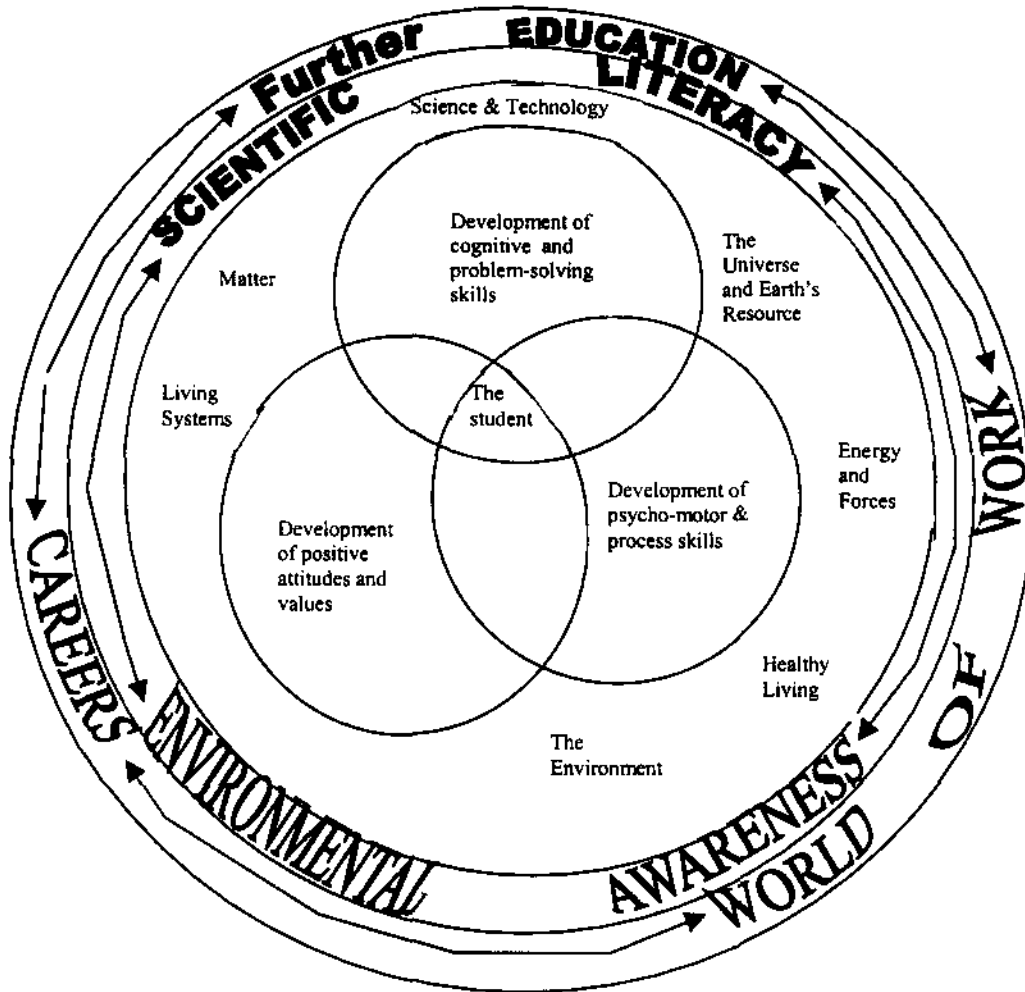 Further EDUCATION
SCIENTIFIC LITERACY
Science & Technology
Development of
cognitive and
problem-solving
skills
The
Universe
and Earth's
Resource
Matter
Living
Systems
The
student
Energy
and
Forces
Development
of positive
attitudes and
values
Development of
psycho-motor &
process skills
Healthy
Living
The
Environment
ENVIRONMENTAL AWARENESS
CAREERS
WORLD OF WORK